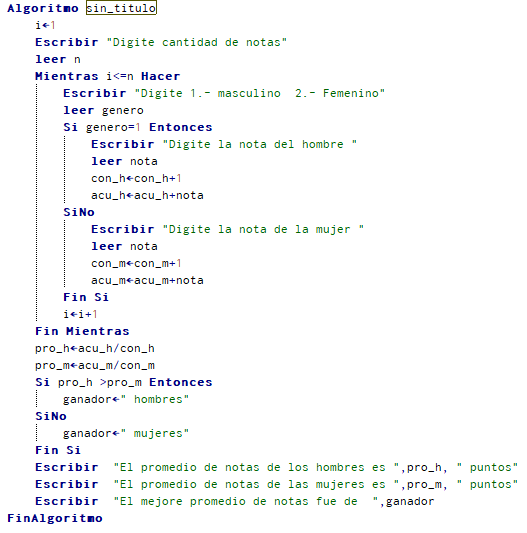 Algoritmo sin_titulo
i←1
Escribir "Digite cantidad de notas"
leer n
Mientras i<=n Hacer
Escribir "Digite 1.- masculino  2.- Femenino"
leer genero
Si genero=1 Entonces
Escribir "Digite la nota del hombre "
leer nota
con_h←con_h+1
acu_h←acu_h+nota
SiNo
Escribir "Digite la nota de la mujer "
leer nota
con_m←con_m+1
acu_m←acu_m+nota
Fin Si
i←i+1
Fin Mientras
pro_h←acu_h/con_h
pro_m←acu_m/con_m
Si pro_h >pro_m Entonces
ganador←" hombres"
SiNo
ganador←" mujeres"
Fin Si
Escribir  "El promedio de notas de los hombres es ",pro_h, " puntos"
Escribir  "El promedio de notas de las mujeres es ",pro_m, " puntos"
Escribir  "El mejore promedio de notas fue de  ",ganador
FinAlgoritmo